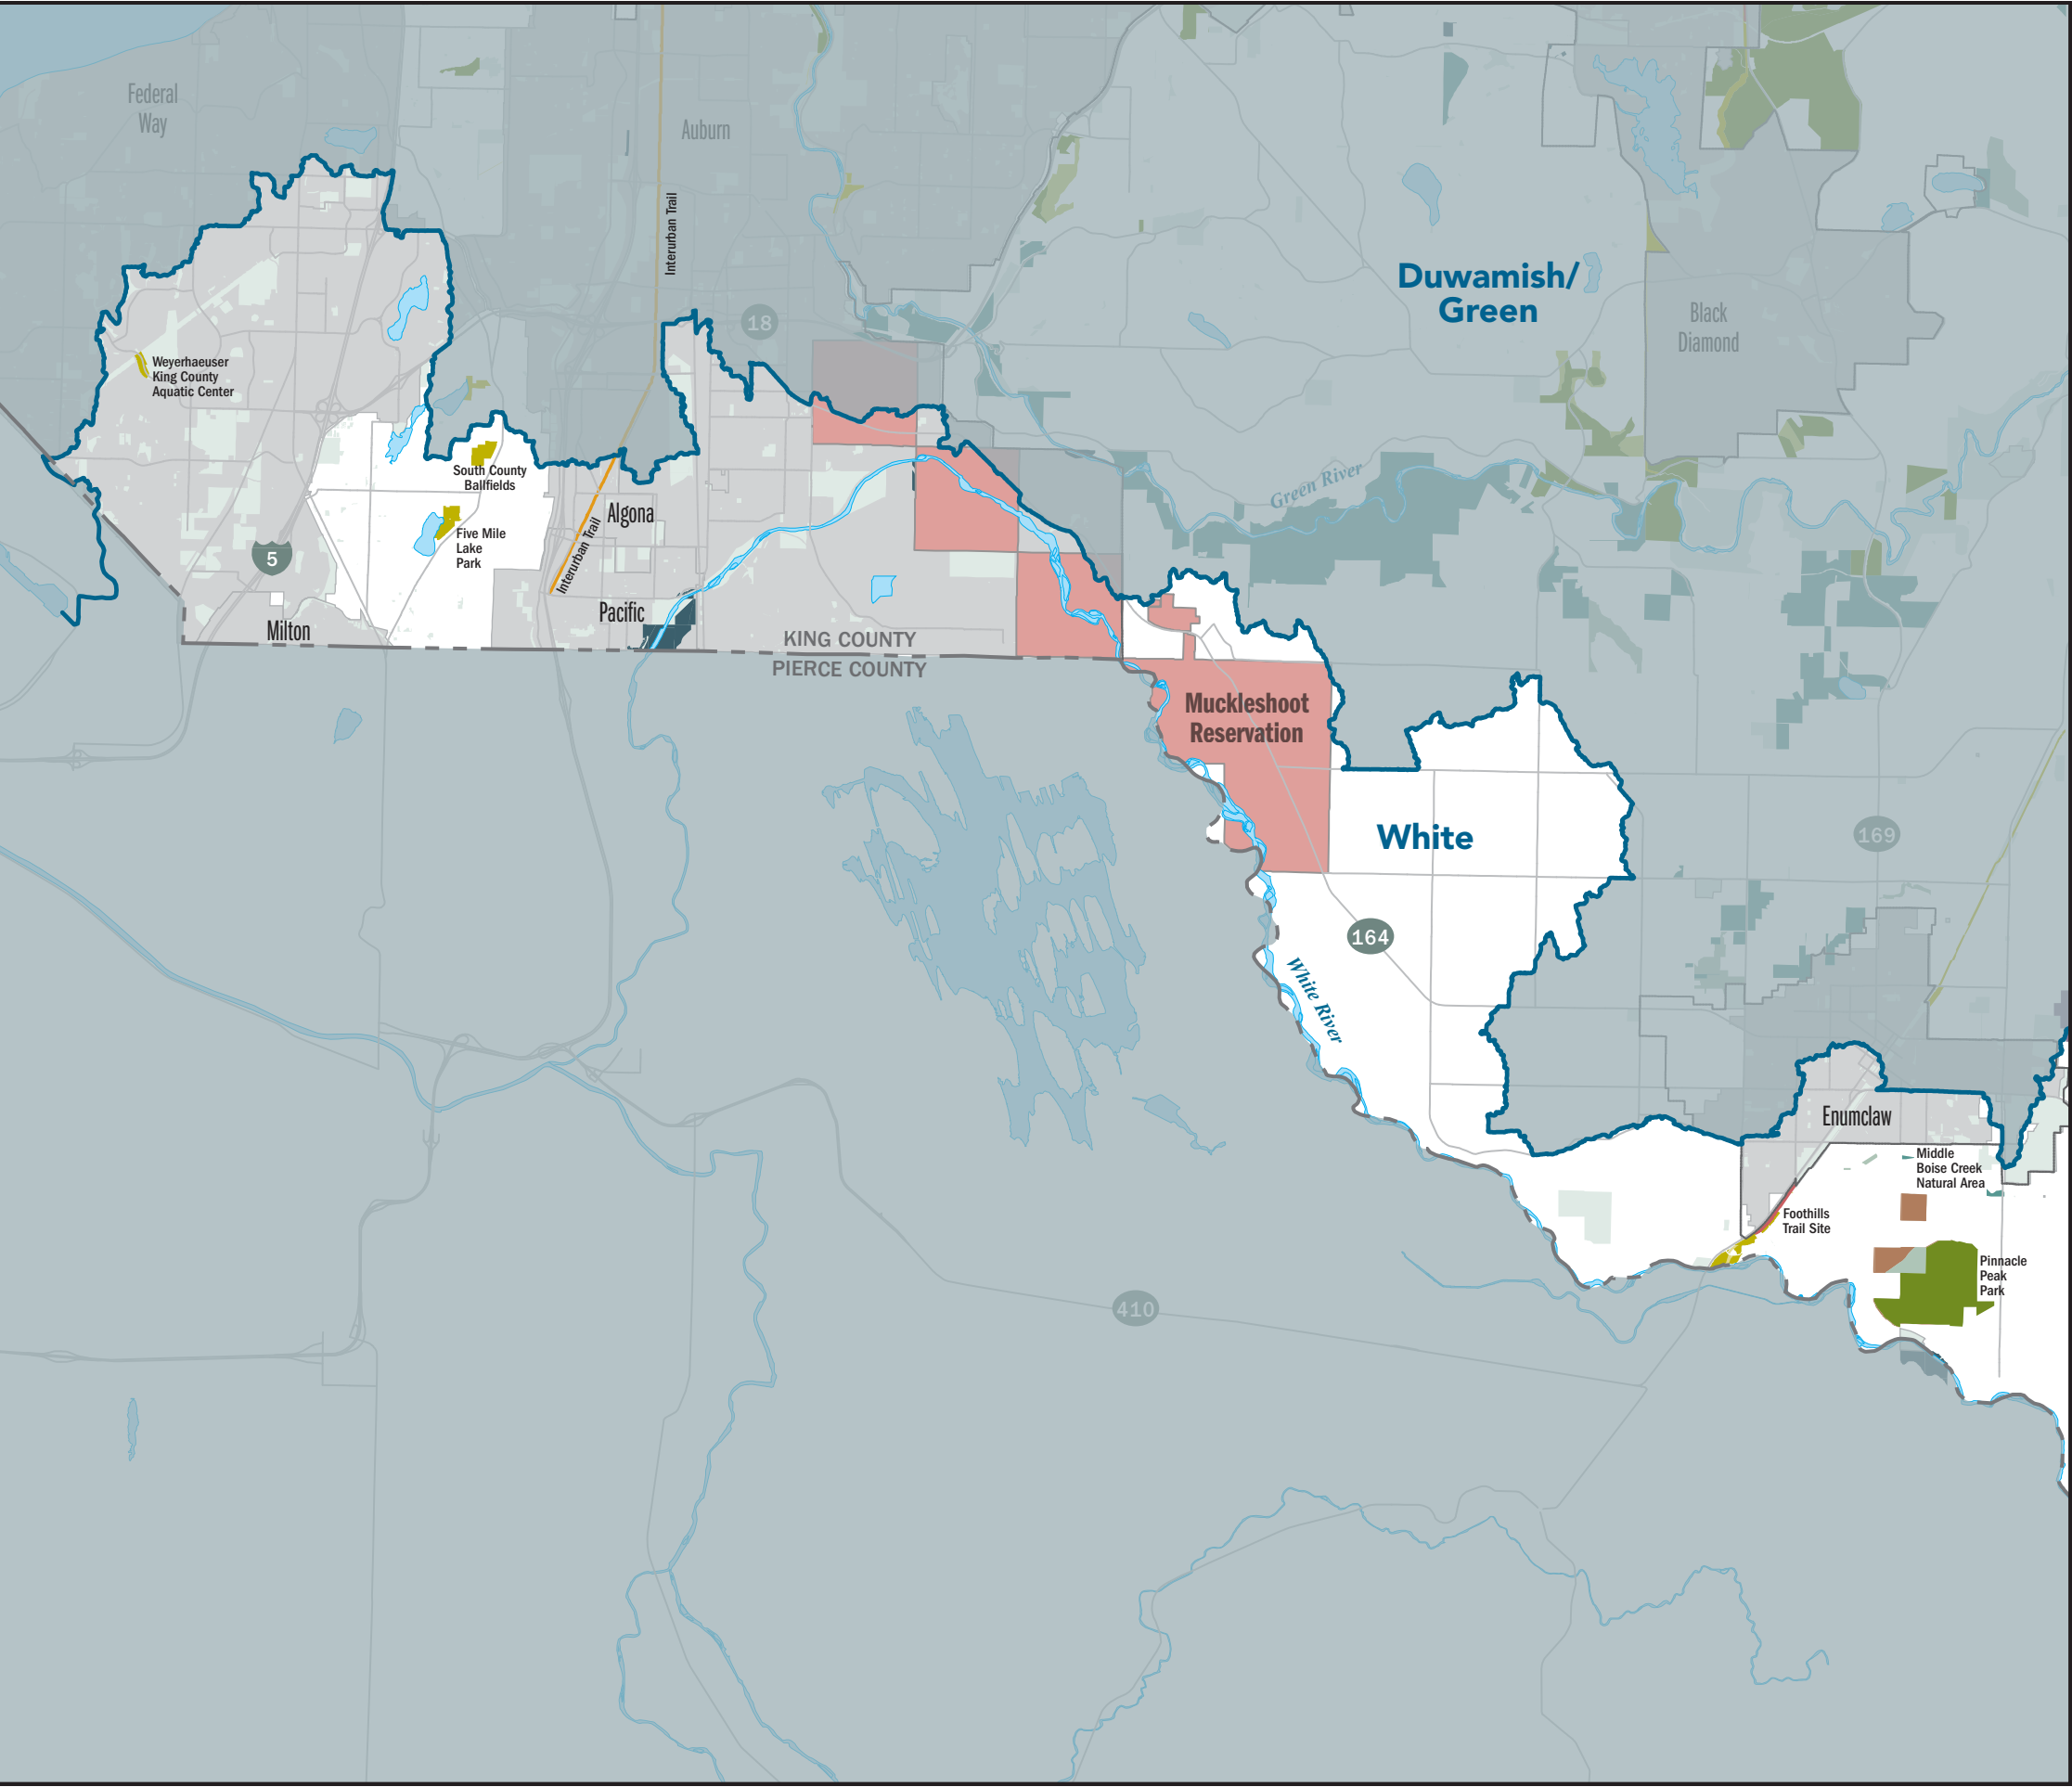 Federal
Way
Auburn
Interurban Trail
18
Duwamish/
Green
Black
Diamond
Weyerhaeuser
King County
Aquatic Center
South County
Ballfields
Green River
Algona
Five Mile
Lake
Park
5
Interurban Trail
Pacific
Milton
KING COUNTY
PIERCE COUNTY
Muckleshoot
Reservation
White
169
164
White River
Enumclaw
Middle
Boise Creek
Natural Area
Foothills
Trail Site
Pinnacle
Peak
Park
410